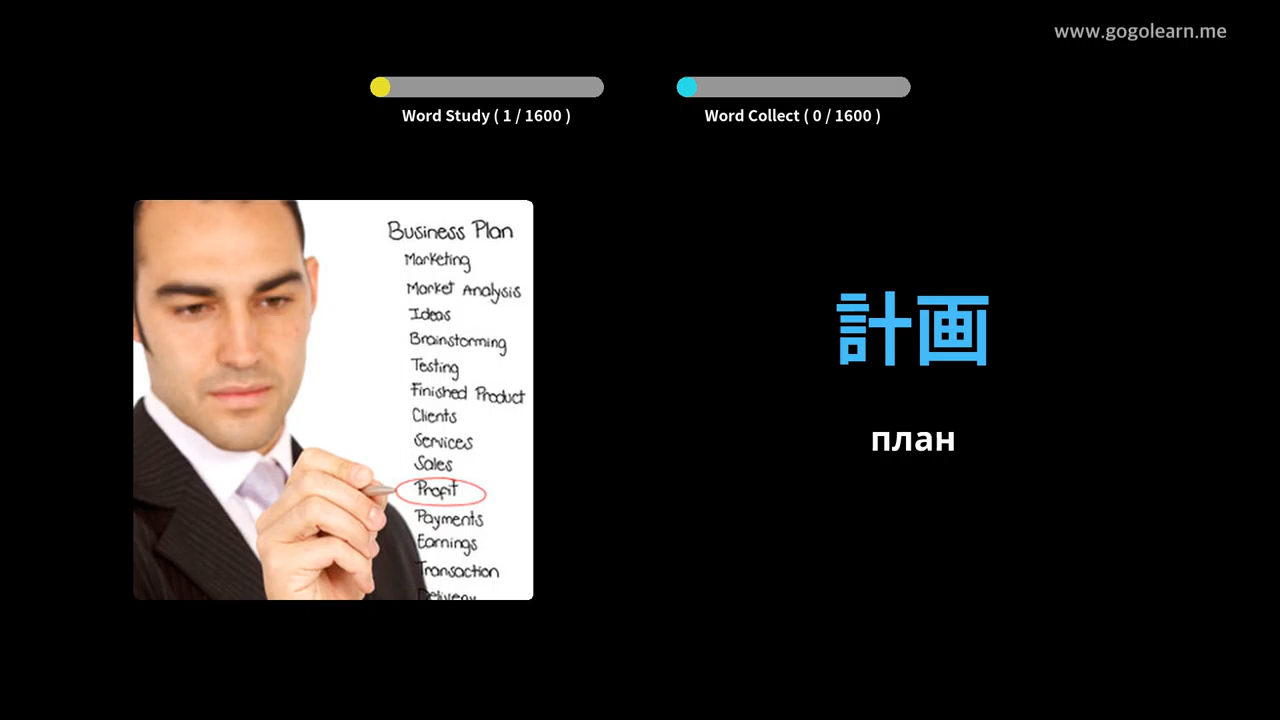 www.gogolearn.me
Word Study ( 1 / 1600 )
Word Collect ( 0 / 1600 )
Business Plan
Marketing
Market Analysis
Ideas
Brainstorming
Testing
Finished Product
Clients
Services
Sales
Profit
Payments
Earnings
Transaction
Delivery
計画
план